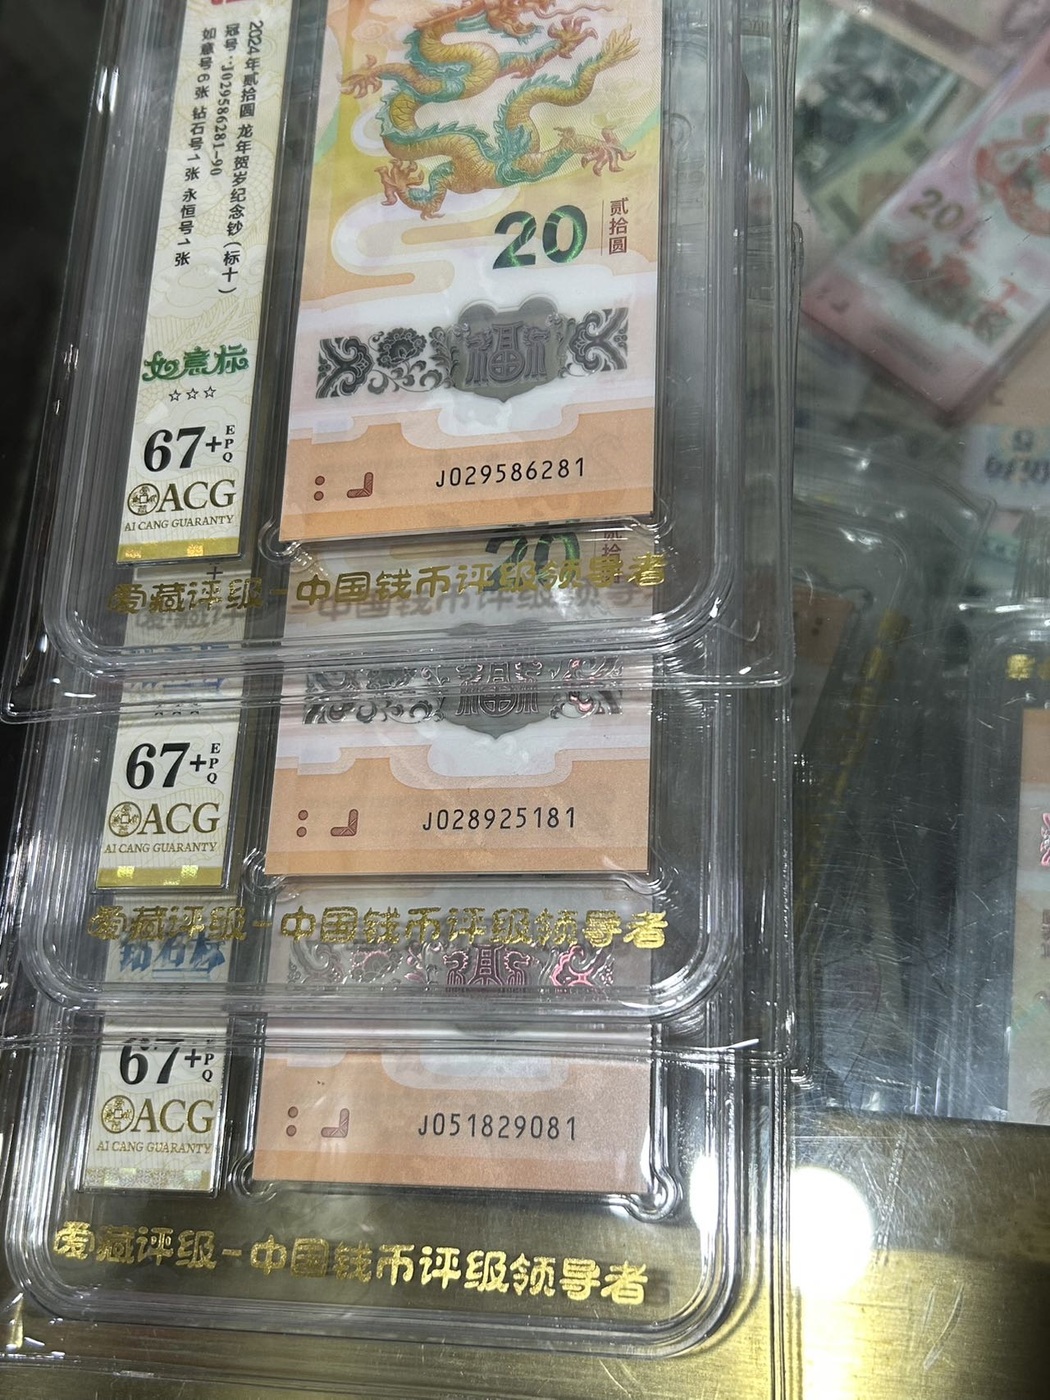 2024年贰拾圆 龙年贺岁纪念钞(标十)
冠号:J029586281—90
如意号6张 钻石号1张 永恒号1张
如意标
☆☆☆
67+EPQ
ACG
AI CANG GUARANTY
20
贰拾圆
福
J029586281
爱藏评级-中国钱币评级领导者
20
贰拾
67+EPQ
ACG
AI CANG GUARANTY
J028925181
爱藏评级-中国钱币评级领导者
67+PQ
ACG
AI CANG GUARANTY
J051829081
爱藏评级-中国钱币评级领导者
20